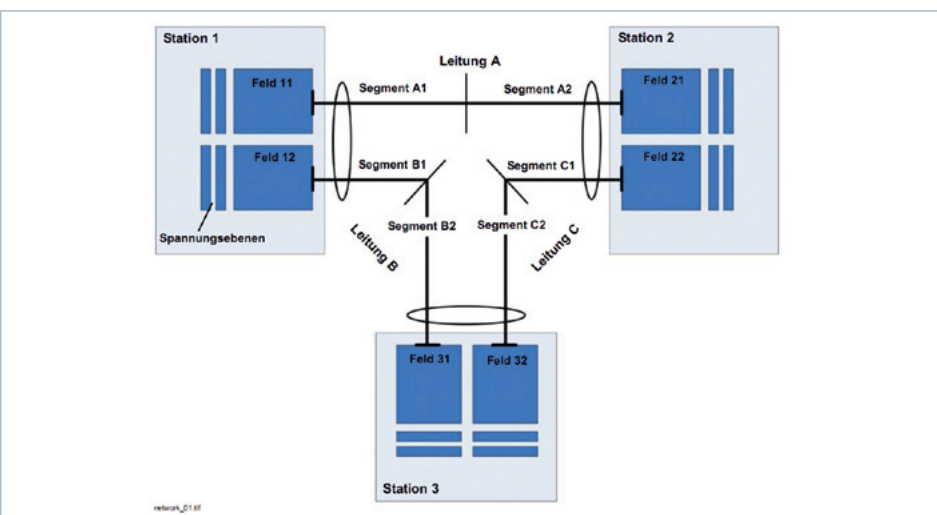 Station 1
Station 2
Leitung A
Feld 11
Segment A1
Segment A2
Feld 21
Feld 12
Segment B1
Segment C1
Feld 22
Spannungsebenen
Segment B2
Segment C2
Leitung B
Leitung C
Feld 31
Feld 32
Station 3
network_01.tif